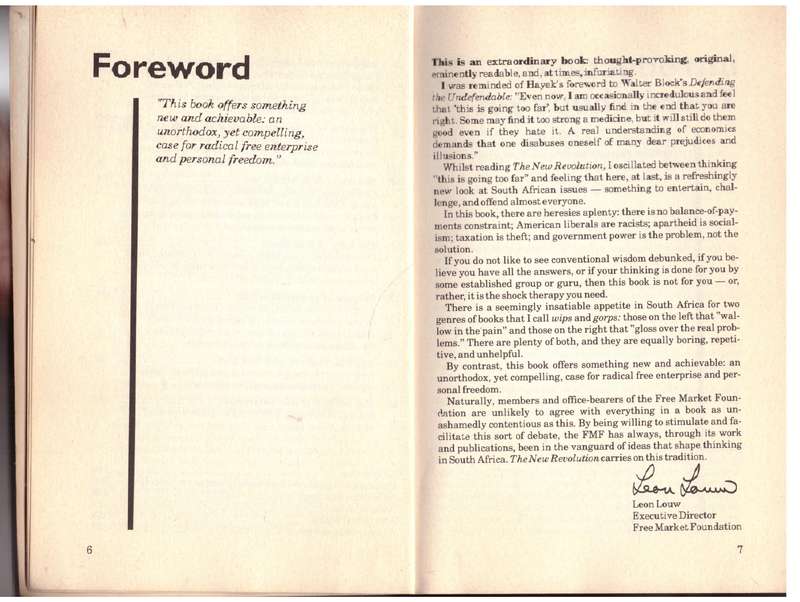 Foreword
"This book offers something
new and achievable: an
unorthodox, yet compelling,
case for radical free enterprise
and personal freedom."
6
This is an extraordinary book: thought-provoking, original,
eminently readable, and, at times, infuriating.
I was reminded of Hayek's foreword to Walter Block's Defending
the Undefendable: "Even now, I am occasionally incredulous and feel
that 'this is going too far', but usually find in the end that you are
right. Some may find it too strong a medicine, but it will still do them
good even if they hate it. A real understanding of economics
demands that one disabuses oneself of many dear prejudices and
illusions."
Whilst reading The New Revolution, I oscillated between thinking
"this is going too far" and feeling that here, at last, is a refreshingly
new look at South African issues — something to entertain, chal-
lenge, and offend almost everyone.
In this book, there are heresies aplenty: there is no balance-of-pay-
ments constraint; American liberals are racists; apartheid is social-
ism; taxation is theft; and government power is the problem, not the
solution.
If you do not like to see conventional wisdom debunked, if you be-
lieve you have all the answers, or if your thinking is done for you by
some established group or guru, then this book is not for you — or,
rather, it is the shock therapy you need.
There is a seemingly insatiable appetite in South Africa for two
genres of books that I call wips and gorps: those on the left that "wal-
low in the pain" and those on the right that "gloss over the real prob-
lems." There are plenty of both, and they are equally boring, repeti-
tive, and unhelpful.
By contrast, this book offers something new and achievable: an
unorthodox, yet compelling, case for radical free enterprise and per-
sonal freedom.
Naturally, members and office-bearers of the Free Market Foun-
dation are unlikely to agree with everything in a book as un-
ashamedly contentious as this. By being willing to stimulate and fa-
cilitate this sort of debate, the FMF has always, through its work
and publications, been in the vanguard of ideas that shape thinking
in South Africa. The New Revolution carries on this tradition.
Leon Louw
Leon Louw
Executive Director
Free Market Foundation
7